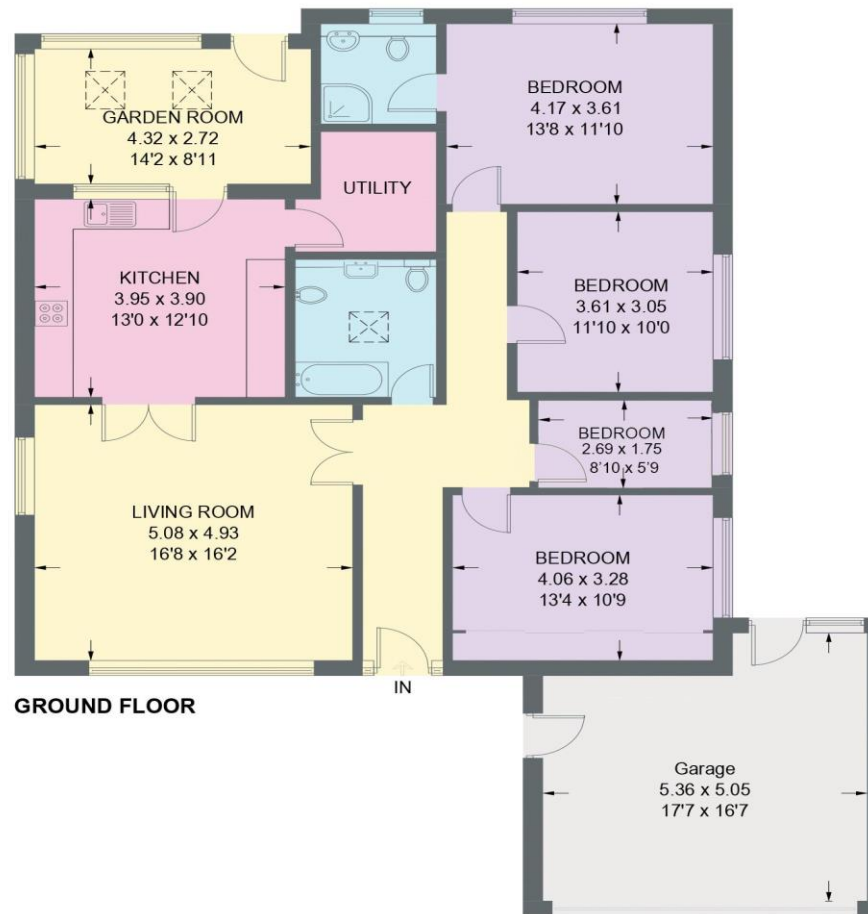 GARDEN ROOM
4.32 x 2.72
14'2 x 8'11
BEDROOM
4.17 x 3.61
13'8 x 11'10
UTILITY
KITCHEN
3.95 x 3.90
13'0 x 12'10
BEDROOM
3.61 x 3.05
11'10 x 10'0
BEDROOM
2.69 x 1.75
8'10 x 5'9
LIVING ROOM
5.08 x 4.93
16'8 x 16'2
BEDROOM
4.06 x 3.28
13'4 x 10'9
IN
GROUND FLOOR
Garage
5.36 x 5.05
17'7 x 16'7